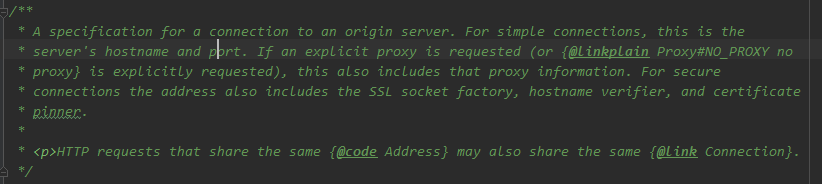 /**
* A specification for a connection to an origin server. For simple connections, this is the
* server's hostname and port. If an explicit proxy is requested (or {@linkplain Proxy#NO_PROXY no
* proxy} is explicitly requested), this also includes that proxy information. For secure
* connections the address also includes the SSL socket factory, hostname verifier, and certificate
* pinner.
*
* <p>HTTP requests that share the same {@code Address} may also share the same {@link Connection}.
*/